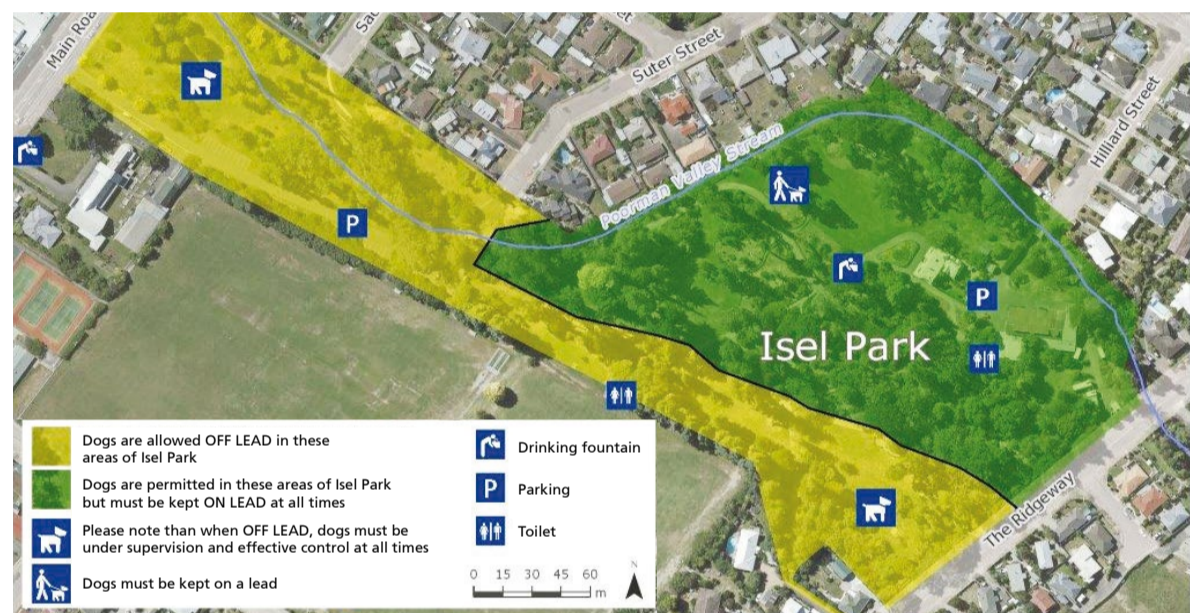 Main Roa
Suter Street
Hilliard Street
Poorman Valley Stream
P
P
Isel Park
The Ridgeway
Dogs are allowed OFF LEAD in these
areas of Isel Park
Dogs are permitted in these areas of Isel Park
but must be kept ON LEAD at all times
Please note than when OFF LEAD, dogs must be
under supervision and effective control at all times
Dogs must be kept on a lead
Drinking fountain
P Parking
Toilet
0 15 30 45 60
m
N